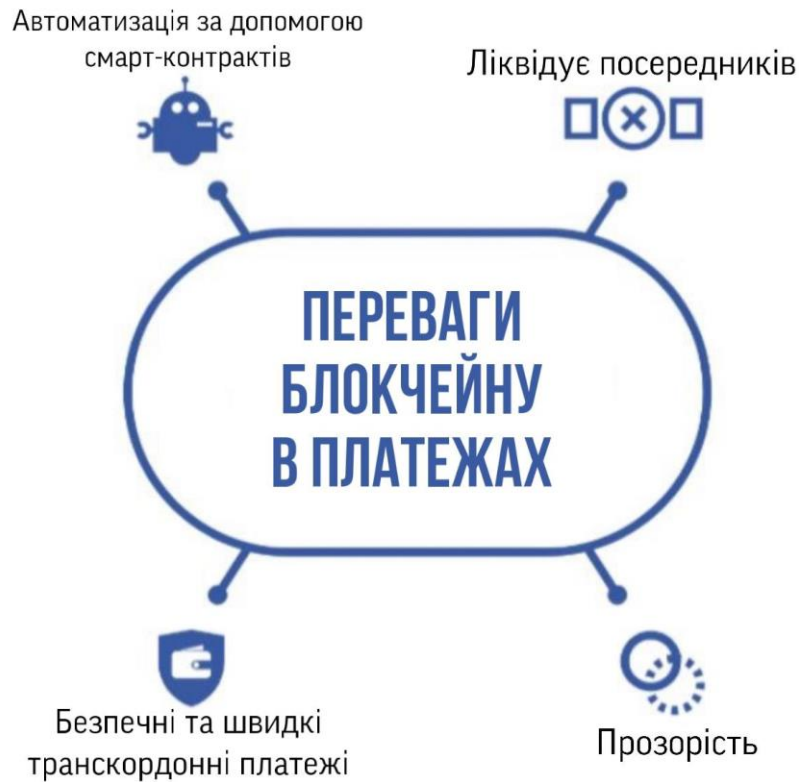 Автоматизація за допомогою
смарт-контрактів
Ліквідує посередників
ПЕРЕВАГИ
БЛОКЧЕЙНУ
В ПЛАТЕЖАХ
Безпечні та швидкі
транскордонні платежі
Прозорість